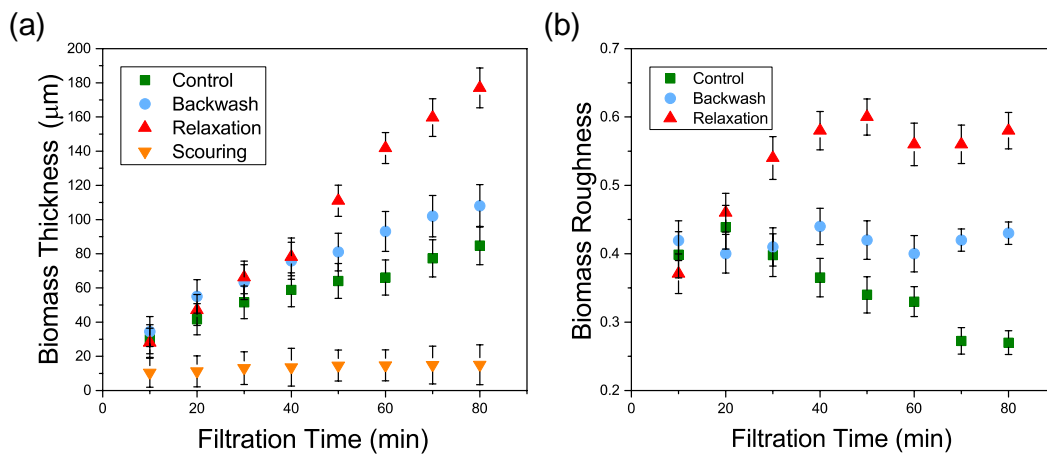 (a)
Biomass Thickness (μm)
200
180
160
140
120
100
80
60
40
20
0
Control
Backwash
Relaxation
Scouring
0 20 40 60 80
Filtration Time (min)
(b)
Biomass Roughness
0.7
0.6
0.5
0.4
0.3
0.2
Control
Backwash
Relaxation
0 20 40 60 80
Filtration Time (min)